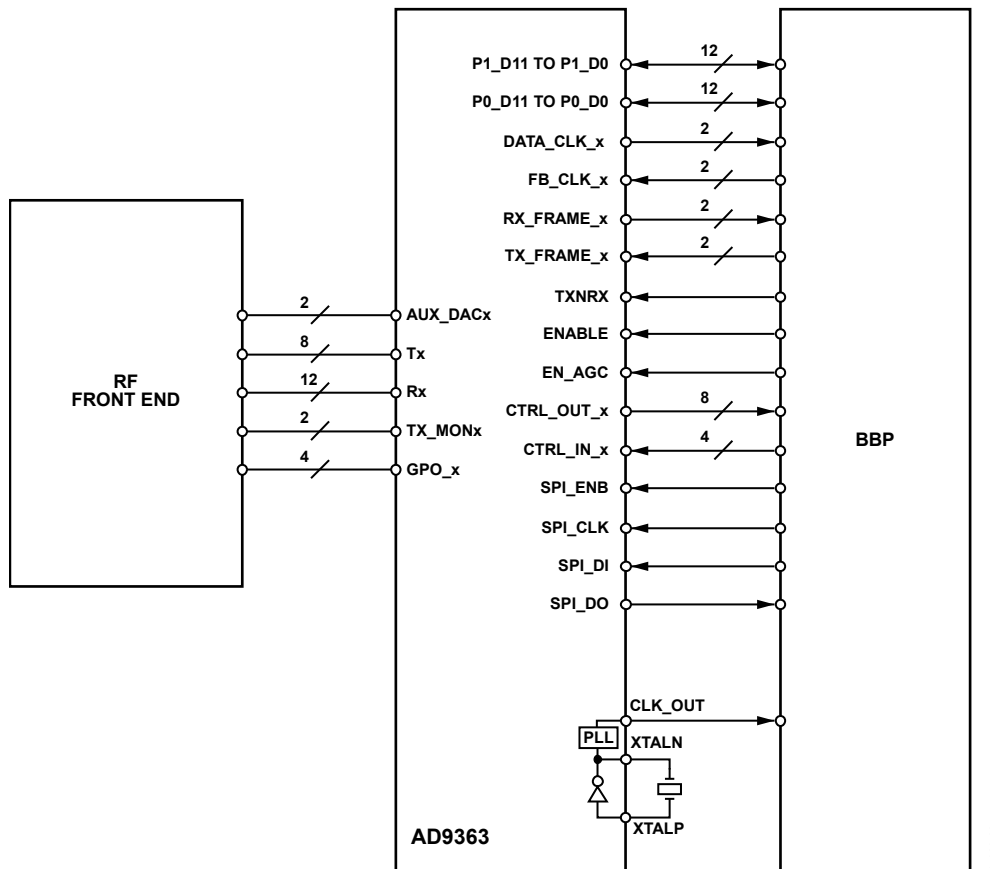 P1_D11 TO P1_D0
12
P0_D11 TO P0_D0
12
DATA_CLK_x
2
FB_CLK_x
2
RX_FRAME_x
2
TX_FRAME_x
2
TXNRX
ENABLE
EN_AGC
CTRL_OUT_x
8
CTRL_IN_x
4
SPI_ENB
SPI_CLK
SPI_DI
SPI_DO
RF
FRONT END
2
AUX_DACx
8
Tx
12
Rx
2
TX_MONx
4
GPO_x
BBP
CLK_OUT
PLL
XTALN
XTALP
AD9363